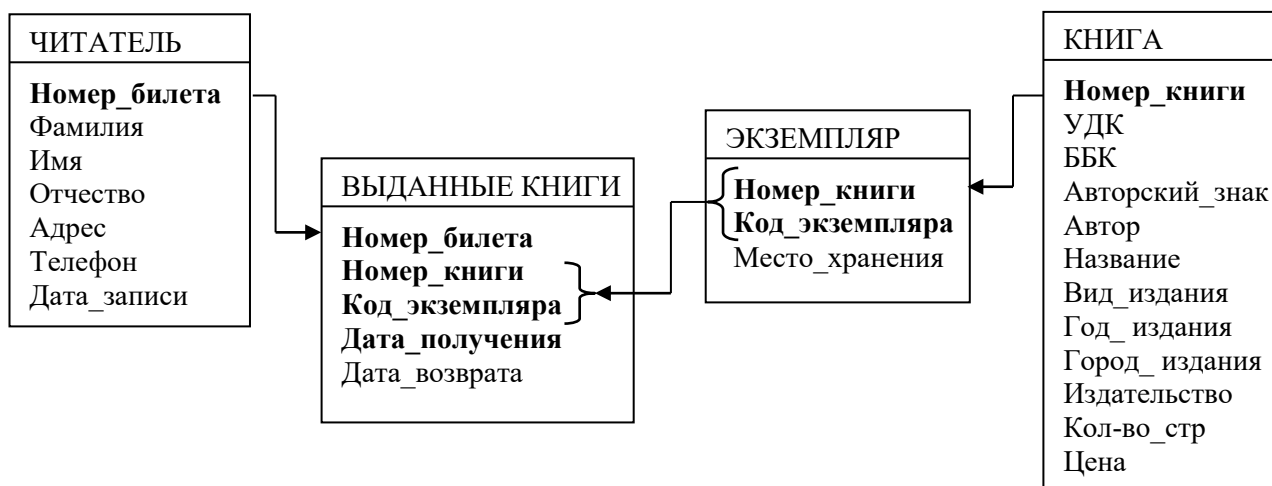 ЧИТАТЕЛЬ
Номер_билета
Фамилия
Имя
Отчество
Адрес
Телефон
Дата_записи
ВЫДАННЫЕ КНИГИ
Номер_билета
Номер_книги
Код_экземпляра
Дата_получения
Дата_возврата
ЭКЗЕМПЛЯР
Номер_книги
Код_экземпляра
Место_хранения
КНИГА
Номер_книги
УДК
ББК
Авторский_знак
Автор
Название
Вид_издания
Год_ издания
Город_ издания
Издательство
Кол-во_стр
Цена